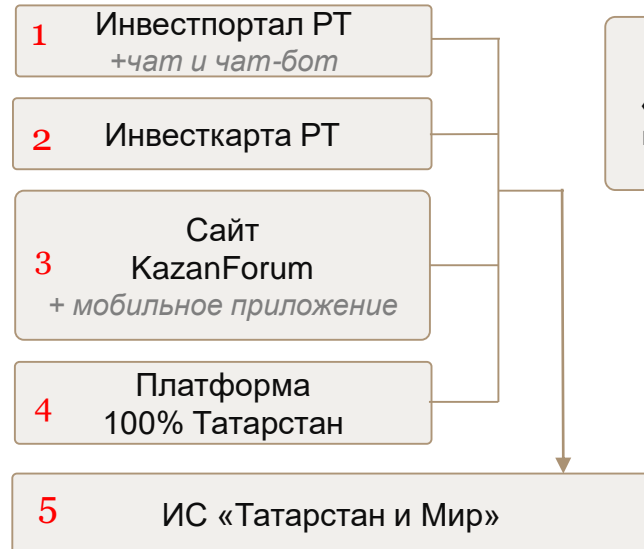 1 Инвестпортал РТ
+чат и чат-бот
2 Инвесткарта РТ
Сайт
3 KazanForum
+ мобильное приложение
Платформа
4 100% Татарстан
5 ИС «Татарстан и Мир»